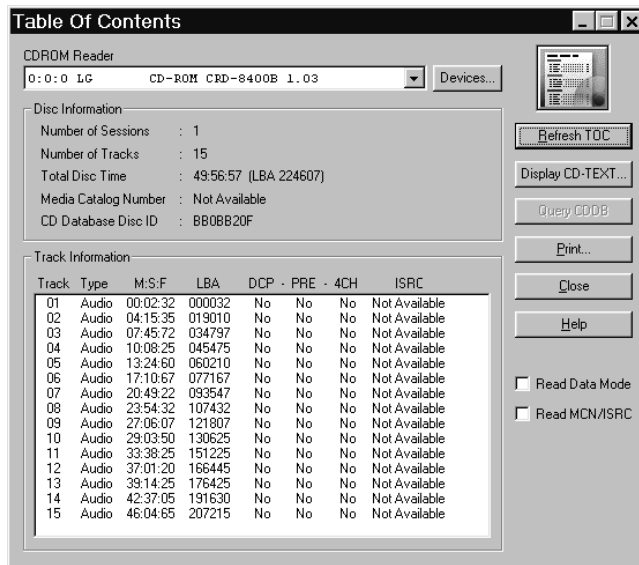 Table Of Contents
CDROM Reader
0:0:0 LG CD-ROM CRD-8400B 1.03
Devices...
Disc Information
Number of Sessions : 1
Number of Tracks : 15
Total Disc Time : 49:56:57 (LBA 224607)
Media Catalog Number : Not Available
CD Database Disc ID : BB0BB20F
Track Information
Track Type M:S:F LBA DCP - PRE - 4CH ISRC
01 Audio 00:02:32 000032 No No No Not Available
02 Audio 04:15:35 019010 No No No Not Available
03 Audio 07:45:72 034797 No No No Not Available
04 Audio 10:08:25 045475 No No No Not Available
05 Audio 13:24:60 060210 No No No Not Available
06 Audio 17:10:67 077167 No No No Not Available
07 Audio 20:49:22 093547 No No No Not Available
08 Audio 23:54:32 107432 No No No Not Available
09 Audio 27:06:07 121807 No No No Not Available
10 Audio 29:03:50 130625 No No No Not Available
11 Audio 33:38:25 151225 No No No Not Available
12 Audio 37:01:20 166445 No No No Not Available
13 Audio 39:14:25 176425 No No No Not Available
14 Audio 42:37:05 191630 No No No Not Available
15 Audio 46:04:65 207215 No No No Not Available
Refresh TOC
Display CD-TEXT...
Query CDDB
Print...
Close
Help
Read Data Mode
Read MCN/ISRC